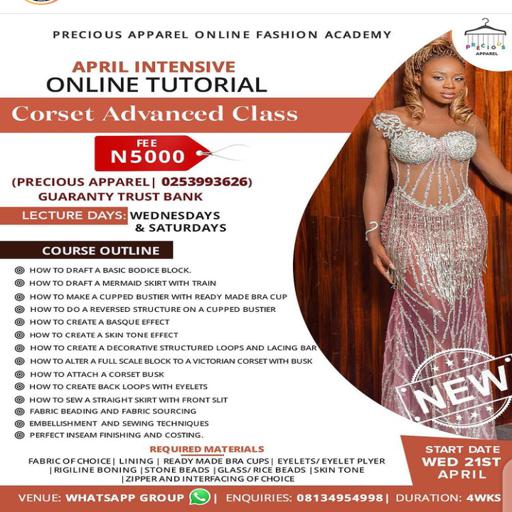 PRECIOUS APPAREL ONLINE FASHION ACADEMY
PRECIOUS
APPAREL
APRIL INTENSIVE
ONLINE TUTORIAL
Corset Advanced Class
FEE
N5000
(PRECIOUS APPAREL| 0253993626)
GUARANTY TRUST BANK
LECTURE DAYS: WEDNESDAYS
& SATURDAYS
COURSE OUTLINE
HOW TO DRAFT A BASIC BODICE BLOCK.
HOW TO DRAFT A MERMAID SKIRT WITH TRAIN
HOW TO MAKE A CUPPED BUSTIER WITH READY MADE BRA CUP
HOW TO DO A REVERSED STRUCTURE ON A CUPPED BUSTIER
HOW TO CREATE A BASQUE EFFECT
HOW TO CREATE A SKIN TONE EFFECT
HOW TO CREATE A DECORATIVE STRUCTURED LOOPS AND LACING BAR
HOW TO ALTER A FULL SCALE BLOCK TO A VICTORIAN CORSET WITH BUSK
HOW TO ATTACH A CORSET BUSK
HOW TO CREATE BACK LOOPS WITH EYELETS
HOW TO SEW A STRAIGHT SKIRT WITH FRONT SLIT
FABRIC BEADING AND FABRIC SOURCING
EMBELLISHMENT AND SEWING TECHNIQUES
PERFECT INSEAM FINISHING AND COSTING.
NEW
REQUIRED MATERIALS
FABRIC OF CHOICE| LINING | READY MADE BRA CUPS| EYELETS/ EYELET PLYER
|RIGILINE BONING |STONE BEADS |GLASS/ RICE BEADS |SKIN TONE
|ZIPPER AND INTERFACING OF CHOICE
START DATE
WED 21ST
APRIL
VENUE: WHATSAPP GROUP | ENQUIRIES: 08134954998| DURATION: 4WKS